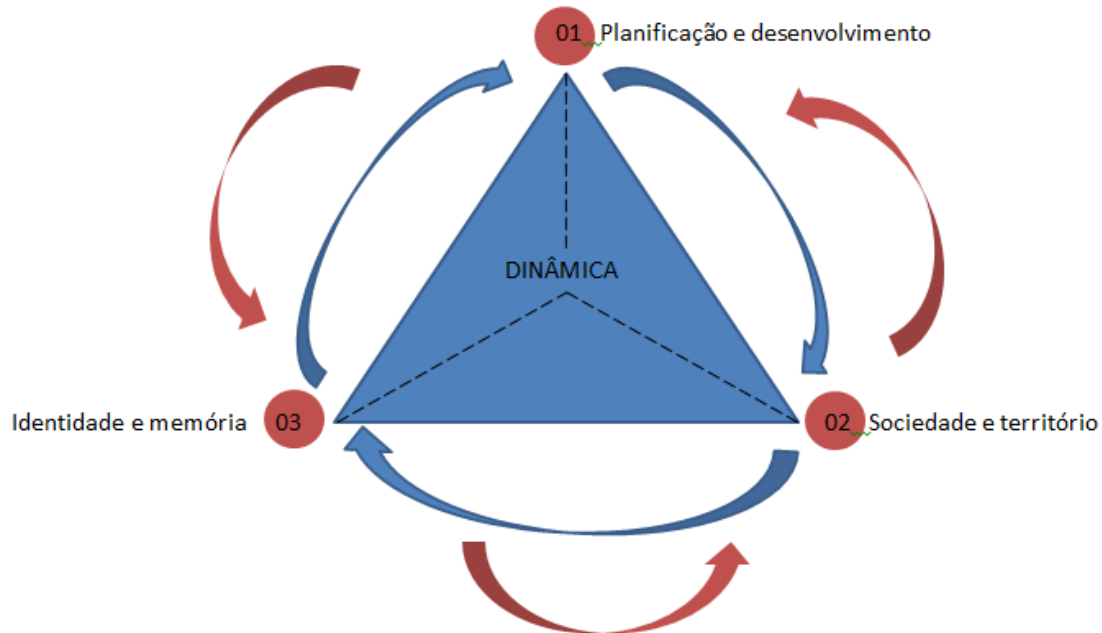 01 Planificação e desenvolvimento
DINÂMICA
Identidade e memória 03
02 Sociedade e território